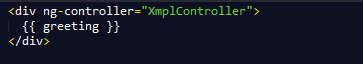 <div ng-controller="XmplController">
  {{ greeting }}
</div>